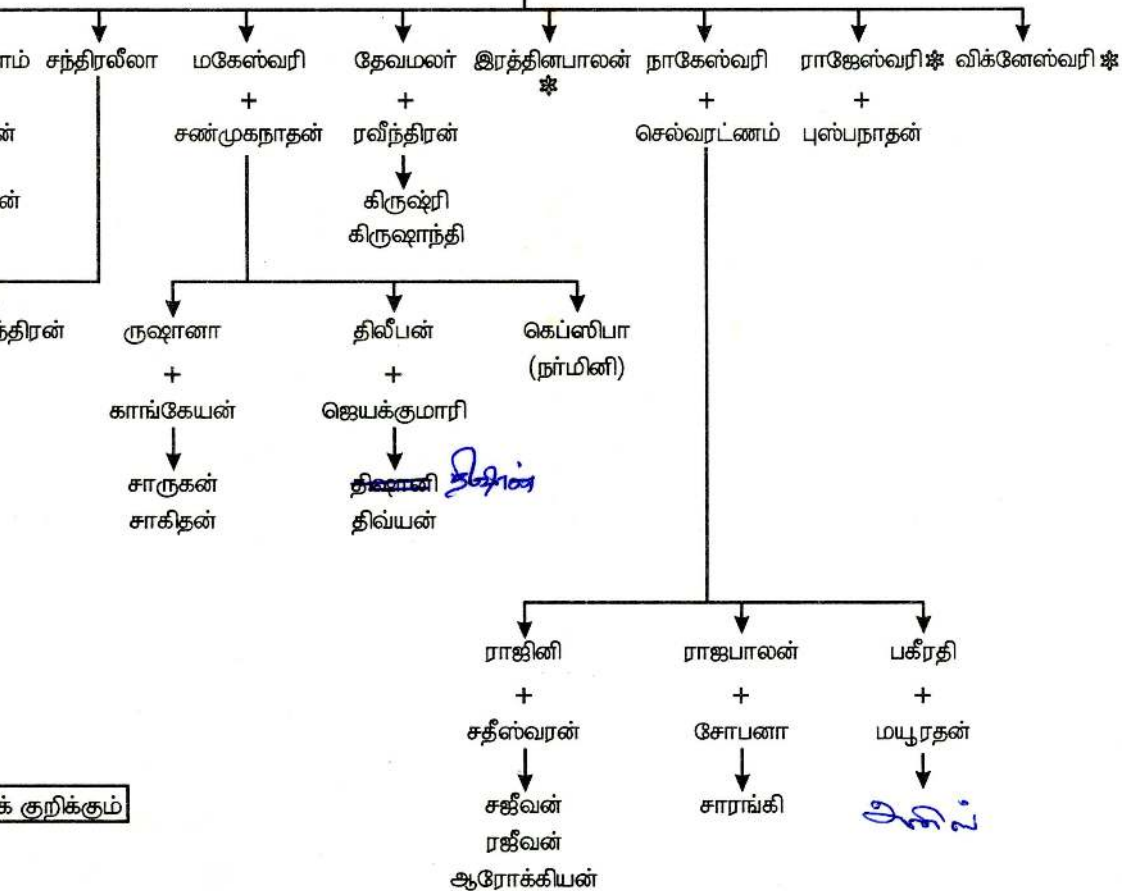 ாம் சந்திரலீலா மகேஸ்வரி தேவமலர் இரத்தினபாலன் நாகேஸ்வரி ராஜேஸ்வரி✽ விக்னேஸ்வரி✽
✽
+ + + +
ன் சண்முகநாதன் ரவீந்திரன் செல்வரட்ணம் புஸ்பநாதன்
ன் கிருஷ்ரி
கிருஷாந்தி
ந்திரன் ருஷானா திலீபன் கெப்ஸிபா
(நர்மினி)
+ +
காங்கேயன் ஜெயக்குமாரி
சாருகன் திஷானி திஷான்
சாகிதன் திவ்யன்
ராஜினி ராஜபாலன் பகீரதி
+ + +
சதீஸ்வரன் சோபனா மயூரதன்
க் குறிக்கும் சஜீவன் சாரங்கி அனில்
ரஜீவன்
ஆரோக்கியன்